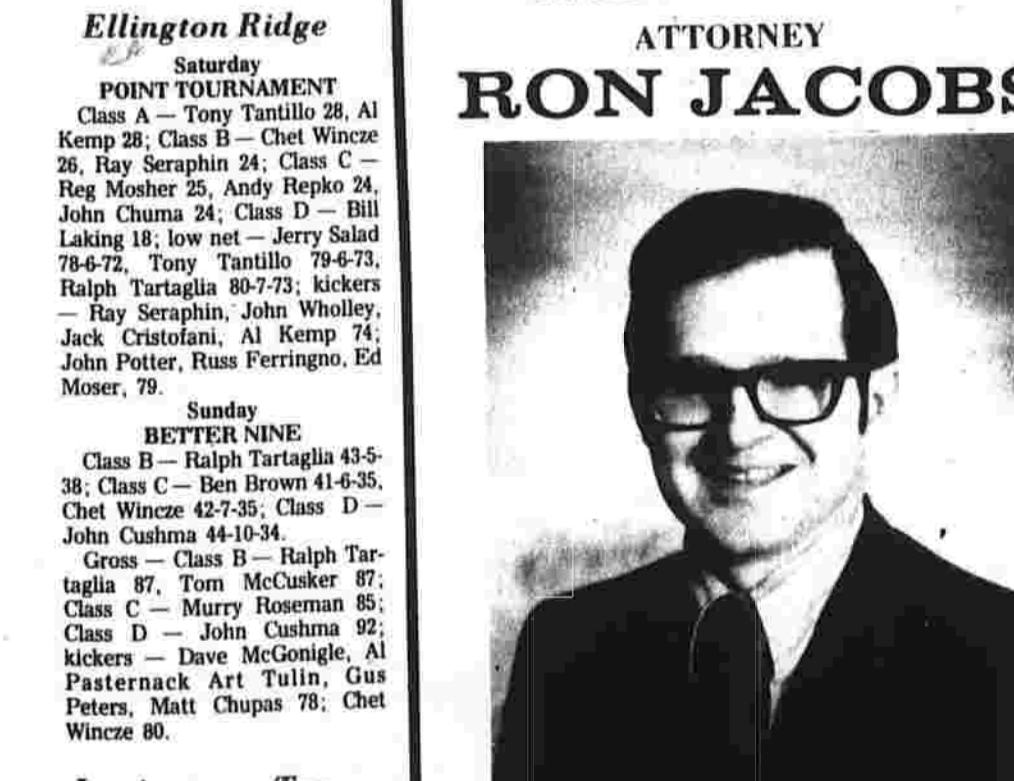 Ellington Ridge
Saturday
POINT TOURNAMENT
Class A — Tony Tantillo 28, Al
Kemp 28; Class B — Chet Wincze
26, Ray Seraphin 24; Class C —
Reg Mosher 25, Andy Repko 24,
John Chuma 24; Class D — Bill
Laking 18; low net — Jerry Salad
78-6-72, Tony Tantillo 79-6-73,
Ralph Tartaglia 80-7-73; kickers
— Ray Seraphin, John Wholley,
Jack Cristofani, Al Kemp 74;
John Potter, Russ Ferringno, Ed
Moser, 79.
Sunday
BETTER NINE
Class B — Ralph Tartaglia 43-5-
38; Class C — Ben Brown 41-6-35,
Chet Wincze 42-7-35; Class D —
John Cushma 44-10-34.
Gross — Class B — Ralph Tar-
taglia 87, Tom McCusker 87;
Class C — Murry Roseman 85;
Class D — John Cushma 92;
kickers — Dave McGonigle, Al
Pasternack Art Tulin, Gus
Peters, Matt Chupas 78; Chet
Wincze 80.
ATTORNEY
RON JACOBS